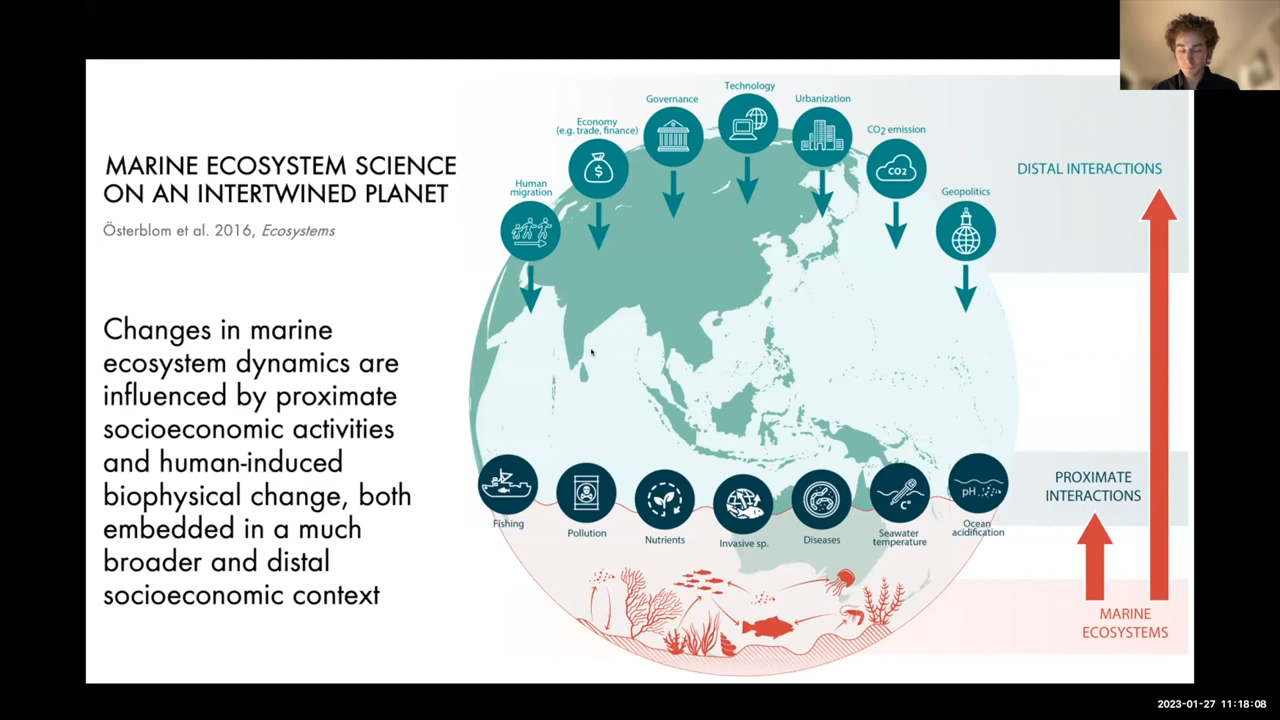 MARINE ECOSYSTEM SCIENCE
ON AN INTERTWINED PLANET
Österblom et al. 2016, Ecosystems
Changes in marine
ecosystem dynamics are
influenced by proximate
socioeconomic activities
and human-induced
biophysical change, both
embedded in a much
broader and distal
socioeconomic context
Human
migration
Economy
(e.g. trade, finance)
$
Governance
Technology
Urbanization
CO2 emission
CO2
Geopolitics
DISTAL INTERACTIONS
Fishing
Pollution
Nutrients
Invasive sp.
Diseases
C°
Seawater
temperature
pH
Ocean
acidification
PROXIMATE
INTERACTIONS
MARINE
ECOSYSTEMS
2023-01-27 11:18:08